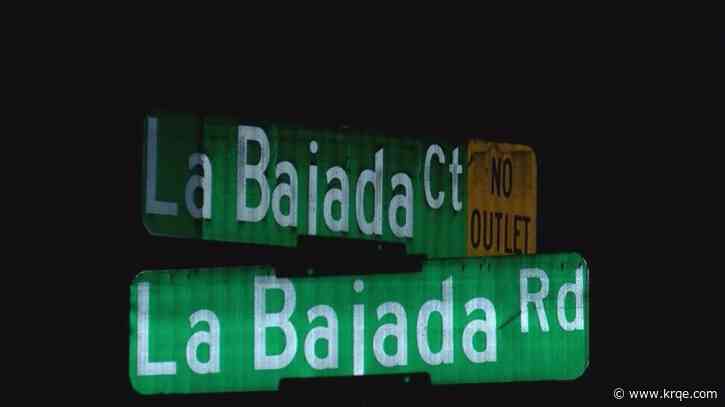 La Bajada Ct
NO
OUTLET
La Bajada Rd
© www.krqe.com